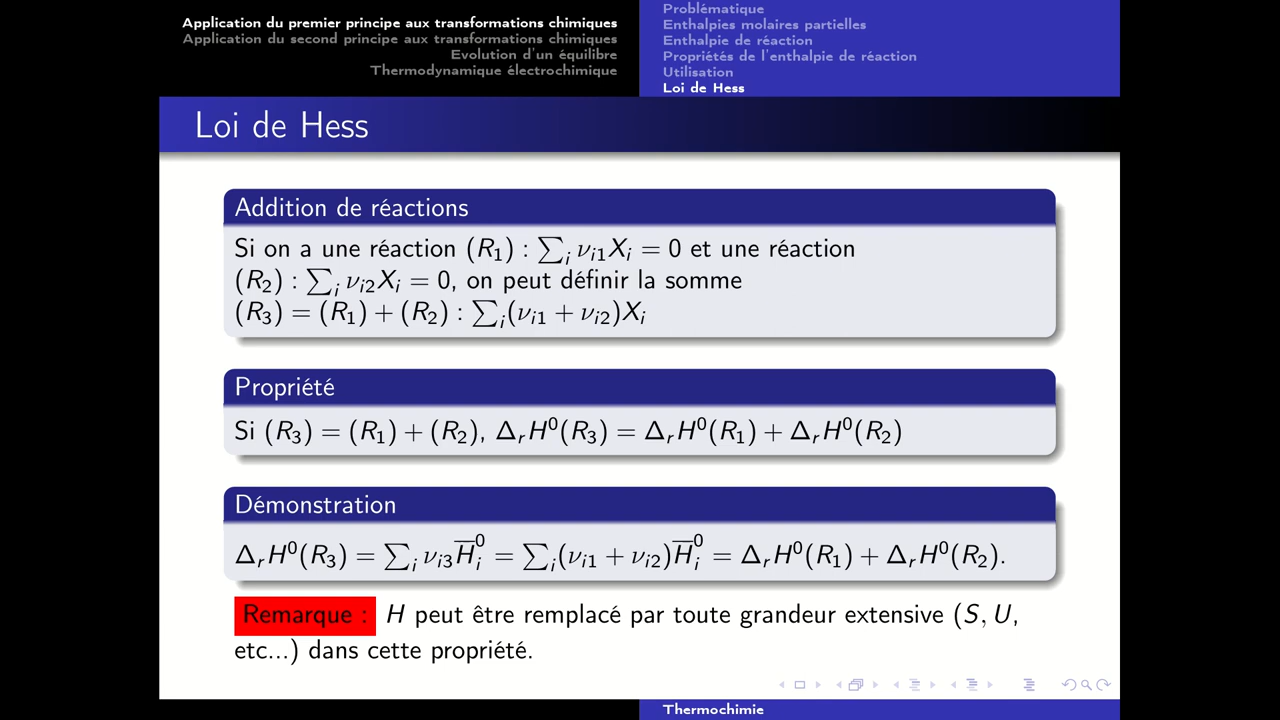 Application du premier principe aux transformations chimiques
Application du second principe aux transformations chimiques
Evolution d'un équilibre
Thermodynamique électrochimique
Problématique
Enthalpies molaires partielles
Enthalpie de réaction
Propriétés de l'enthalpie de réaction
Utilisation
Loi de Hess
Loi de Hess
Addition de réactions
Si on a une réaction (R₁) : ∑ᵢ νᵢ₁Xᵢ = 0 et une réaction
(R₂) : ∑ᵢ νᵢ₂Xᵢ = 0, on peut définir la somme
(R₃) = (R₁) + (R₂) : ∑ᵢ(νᵢ₁ + νᵢ₂)Xᵢ
Propriété
Si (R₃) = (R₁) + (R₂), ΔᵣH⁰(R₃) = ΔᵣH⁰(R₁) + ΔᵣH⁰(R₂)
Démonstration
ΔᵣH⁰(R₃) = ∑ᵢ νᵢ₃H̅ᵢ⁰ = ∑ᵢ(νᵢ₁ + νᵢ₂)H̅ᵢ⁰ = ΔᵣH⁰(R₁) + ΔᵣH⁰(R₂).
Remarque : H peut être remplacé par toute grandeur extensive (S, U,
etc...) dans cette propriété.
Thermochimie